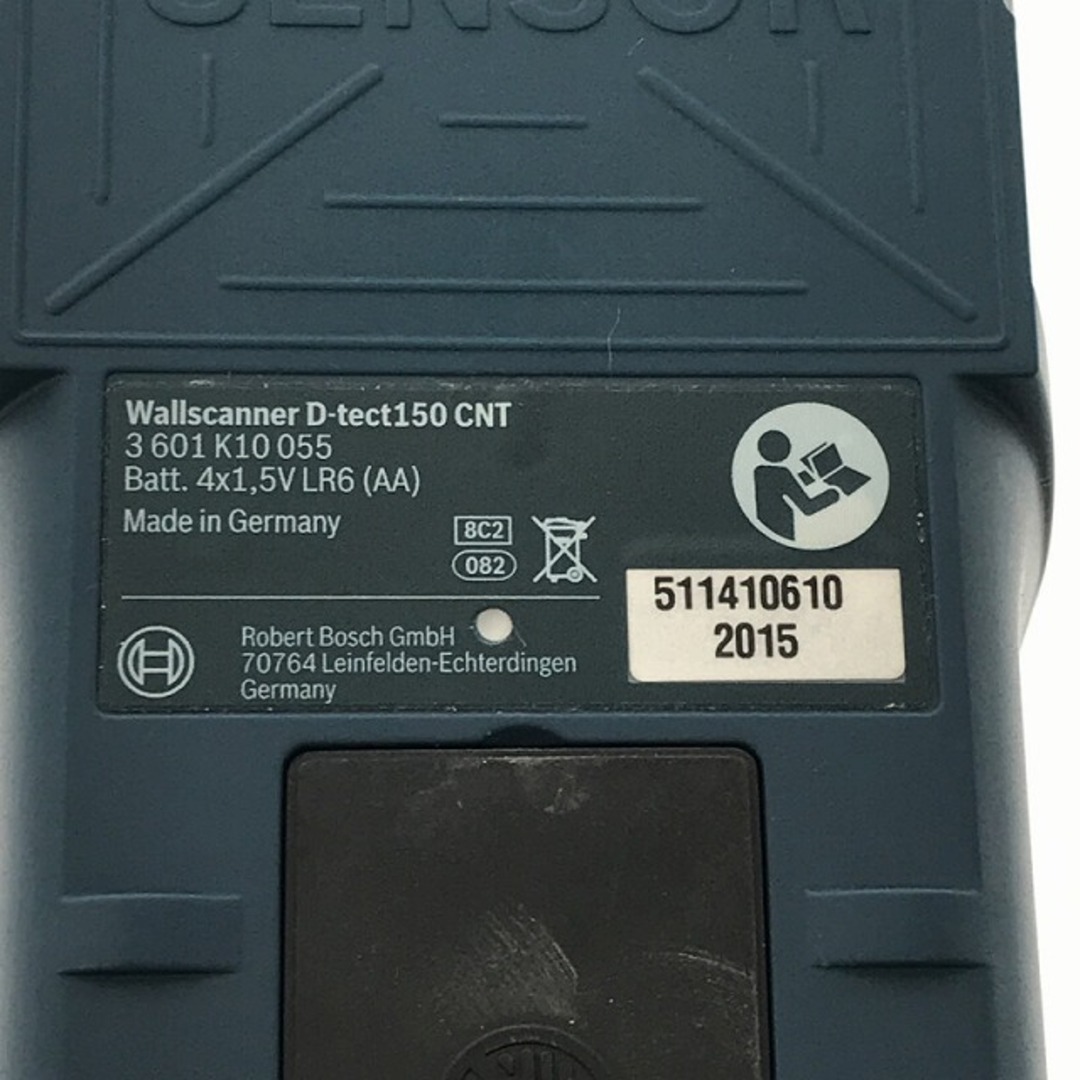 SENSOR
Wallscanner D-tect150 CNT
3 601 K10 055
Batt. 4x1,5V LR6 (AA)
Made in Germany
8C2
082
511410610
2015
Robert Bosch GmbH
70764 Leinfelden-Echterdingen
Germany